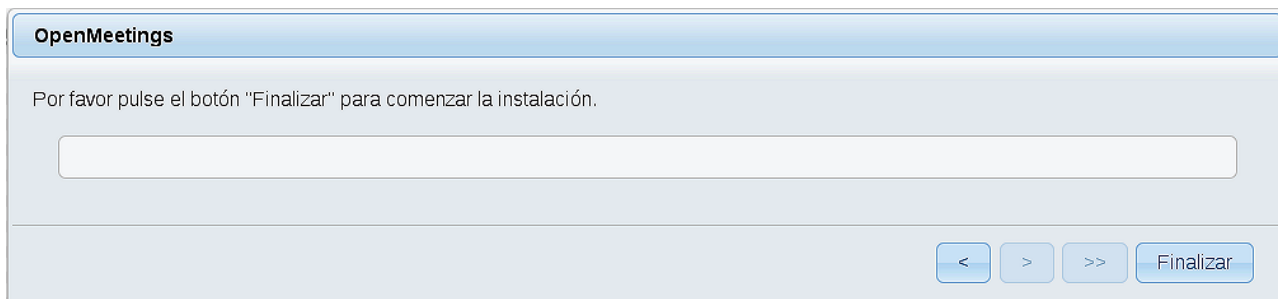 OpenMeetings
Por favor pulse el botón "Finalizar" para comenzar la instalación.
< > >> Finalizar